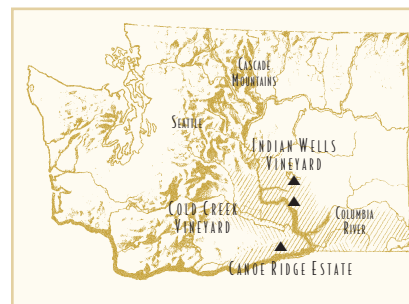 Cascade
Mountains
Seattle
Indian Wells
Vineyard
Cold Creek
Vineyard
Columbia
River
Canoe Ridge Estate